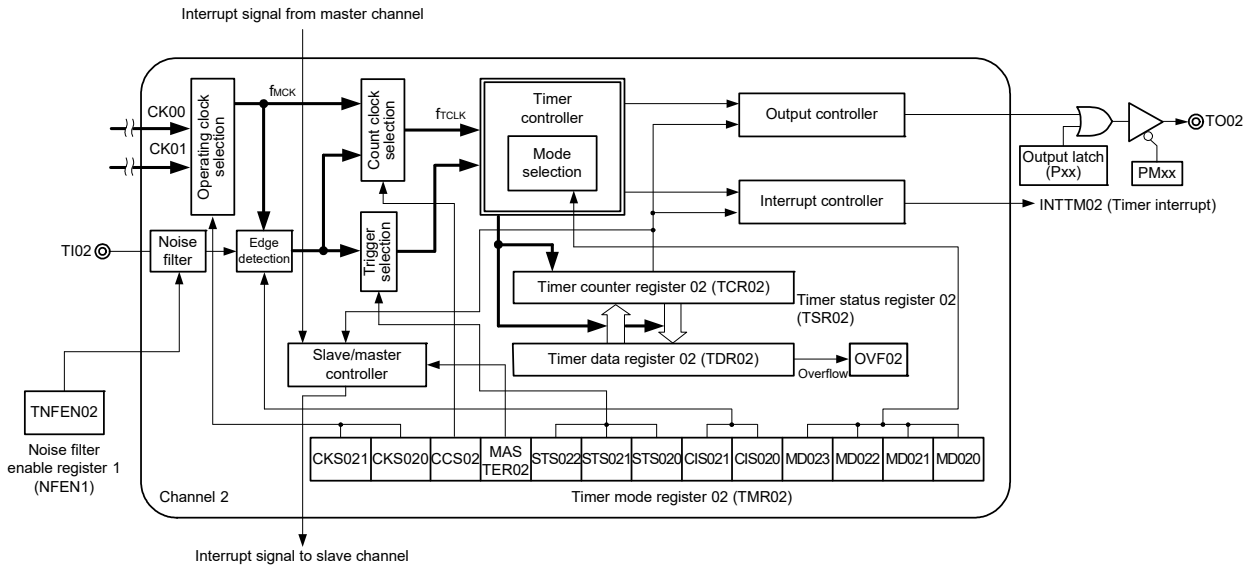 Interrupt signal from master channel
CK00
CK01
Operating clock
selection
fMCK
Count clock
selection
fTCLK
Timer
controller
Mode
selection
Output controller
Interrupt controller
Output latch
(Pxx)
PMxx
TO02
INTTM02 (Timer interrupt)
TI02
Noise
filter
Edge
detection
Trigger
selection
Timer counter register 02 (TCR02)
Timer status register 02
(TSR02)
Slave/master
controller
Timer data register 02 (TDR02)
Overflow
OVF02
TNFEN02
Noise filter
enable register 1
(NFEN1)
CKS021
CKS020
CCS02
MAS
TER02
STS022
STS021
STS020
CIS021
CIS020
MD023
MD022
MD021
MD020
Channel 2
Timer mode register 02 (TMR02)
Interrupt signal to slave channel